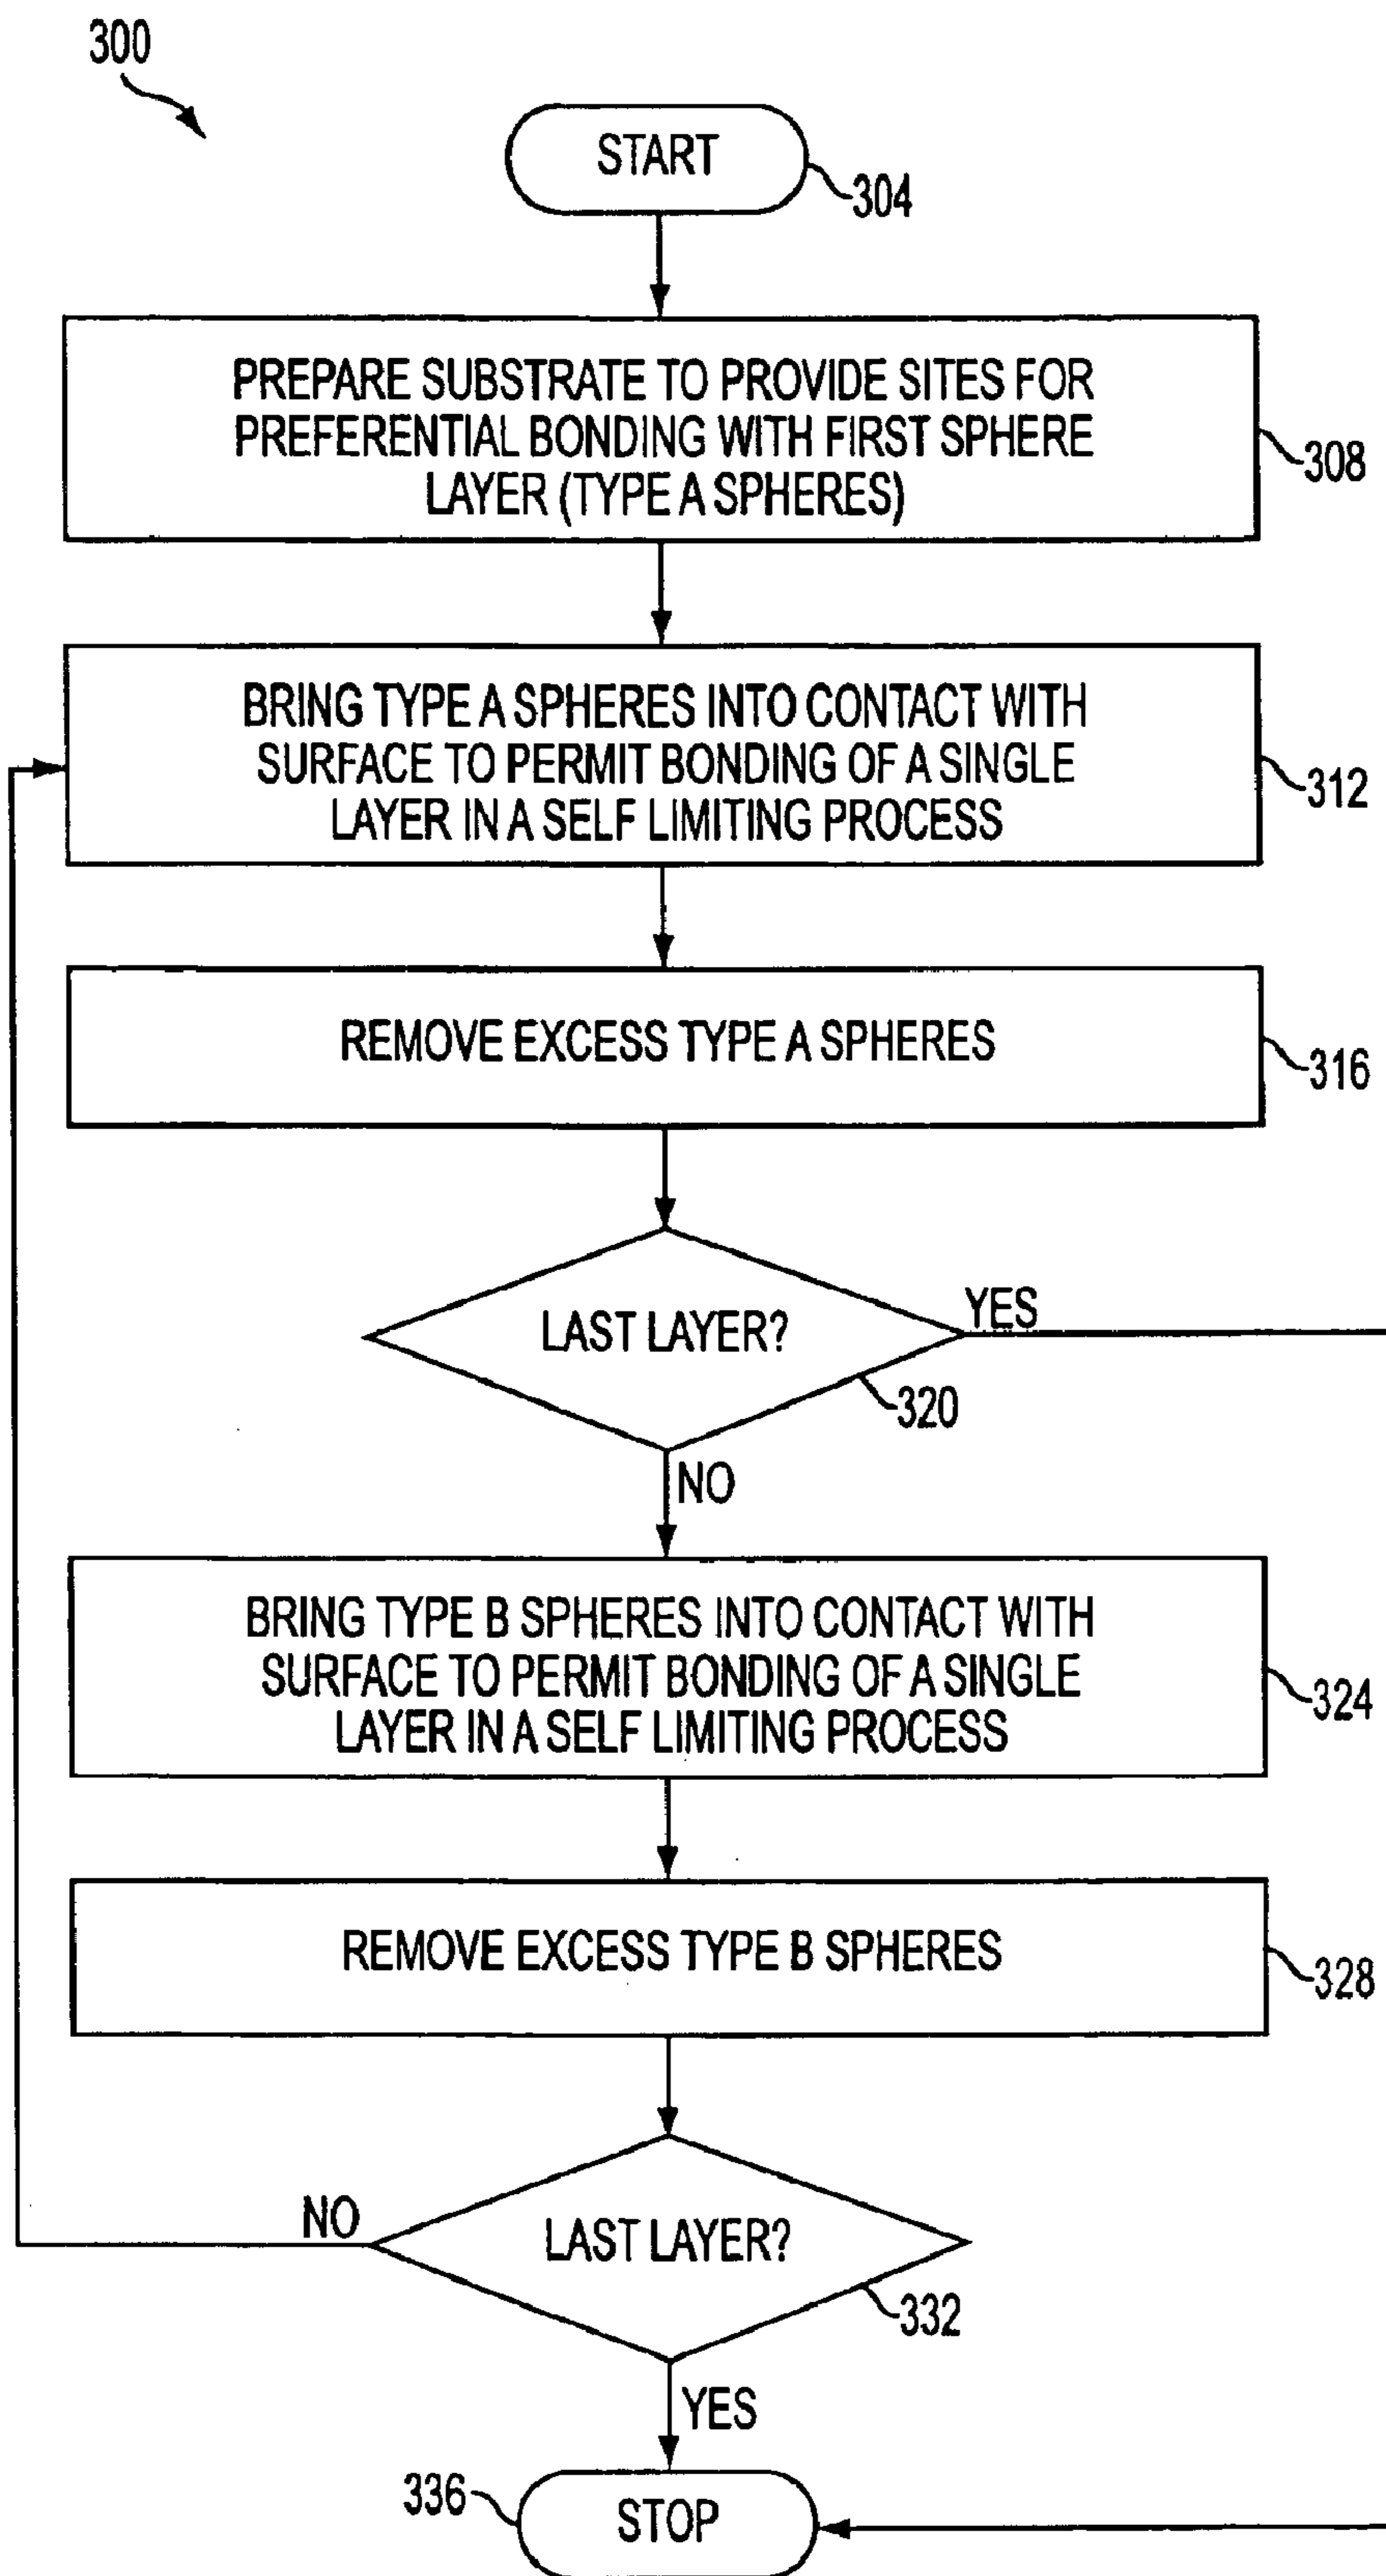 300
START
304
PREPARE SUBSTRATE TO PROVIDE SITES FOR
PREFERENTIAL BONDING WITH FIRST SPHERE
LAYER (TYPE A SPHERES)
308
BRING TYPE A SPHERES INTO CONTACT WITH
SURFACE TO PERMIT BONDING OF A SINGLE
LAYER IN A SELF LIMITING PROCESS
312
REMOVE EXCESS TYPE A SPHERES
316
LAST LAYER?
YES
320
NO
BRING TYPE B SPHERES INTO CONTACT WITH
SURFACE TO PERMIT BONDING OF A SINGLE
LAYER IN A SELF LIMITING PROCESS
324
REMOVE EXCESS TYPE B SPHERES
328
NO
LAST LAYER?
332
YES
336
STOP